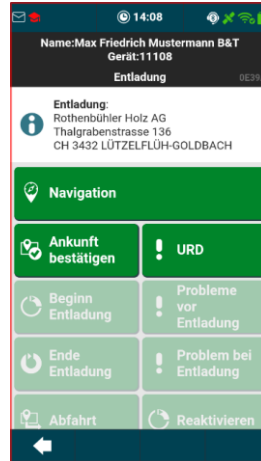 14:08
Name:Max Friedrich Mustermann B&T
Gerät:11108
Entladung 0E39
Entladung:
Rothenbühler Holz AG
Thalgrabenstrasse 136
CH 3432 LÜTZELFLÜH-GOLDBACH
Navigation
Ankunft
bestätigen
URD
Beginn
Entladung
Probleme
vor
Entladung
Ende
Entladung
Problem bei
Entladung
Abfahrt
Reaktivieren